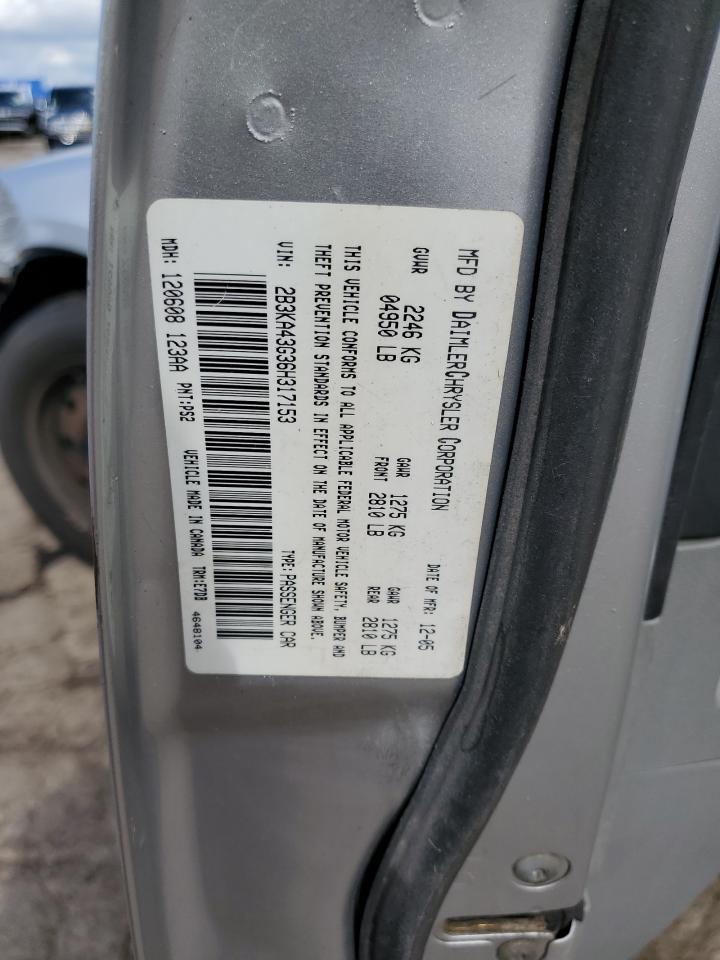 MFD BY DAIMLERCHRYSLER CORPORATION
DATE OF MFR: 12-05
GVWR 2246 KG
04950 LB
GAWR FRONT 1275 KG
2810 LB
GAWR REAR 1275 KG
2810 LB
THIS VEHICLE CONFORMS TO ALL APPLICABLE FEDERAL MOTOR VEHICLE SAFETY, BUMPER AND
THEFT PREVENTION STANDARDS IN EFFECT ON THE DATE OF MANUFACTURE SHOWN ABOVE.
VIN: 2B3KA43G36H317153
TYPE: PASSENGER CAR
MDH: 120608 123AA PNT:PS2 VEHICLE MADE IN CANADA TRM:E7DB
4648104